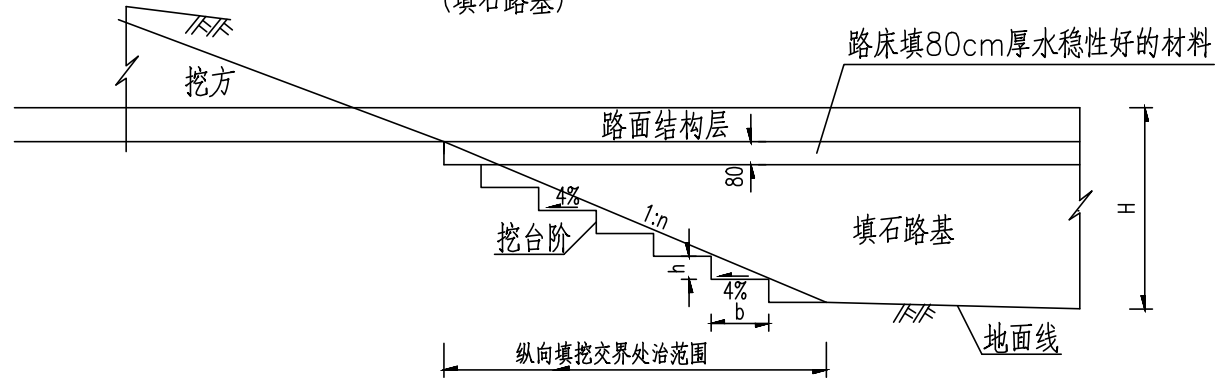 (填石路基)
路床填80cm厚水稳性好的材料
挖方
路面结构层
80
4%
1:n
挖台阶
填石路基
H
h
4%
b
地面线
纵向填挖交界处治范围